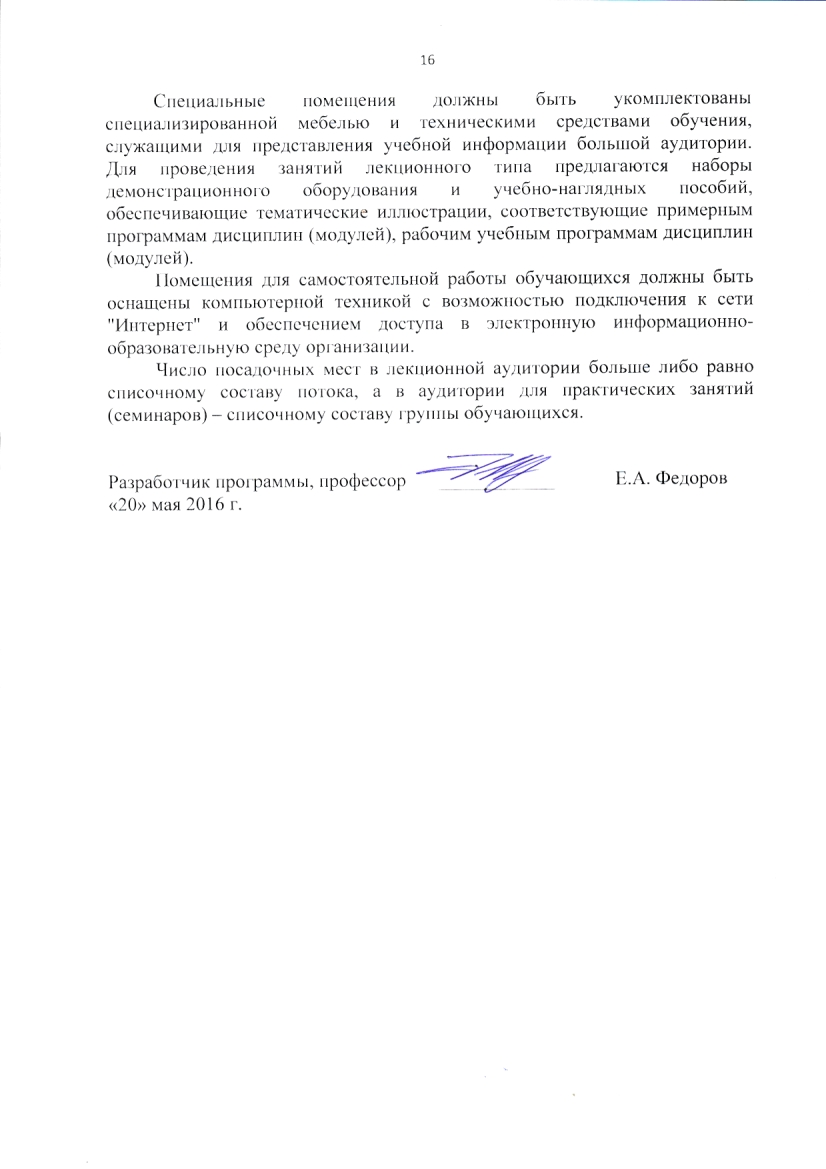 16
Специальные помещения должны быть укомплектованы
специализированной мебелью и техническими средствами обучения,
служащими для представления учебной информации большой аудитории.
Для проведения занятий лекционного типа предлагаются наборы
демонстрационного оборудования и учебно-наглядных пособий,
обеспечивающие тематические иллюстрации, соответствующие примерным
программам дисциплин (модулей), рабочим учебным программам дисциплин
(модулей).
Помещения для самостоятельной работы обучающихся должны быть
оснащены компьютерной техникой с возможностью подключения к сети
"Интернет" и обеспечением доступа в электронную информационно-
образовательную среду организации.
Число посадочных мест в лекционной аудитории больше либо равно
списочному составу потока, а в аудитории для практических занятий
(семинаров) – списочному составу группы обучающихся.
Разработчик программы, профессор Е.А. Федоров
«20» мая 2016 г.